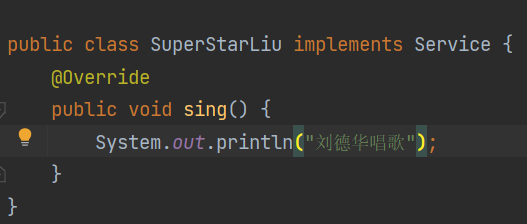 public class SuperStarLiu implements Service {
@Override
public void sing() {
System.out.println("刘德华唱歌");
}
}